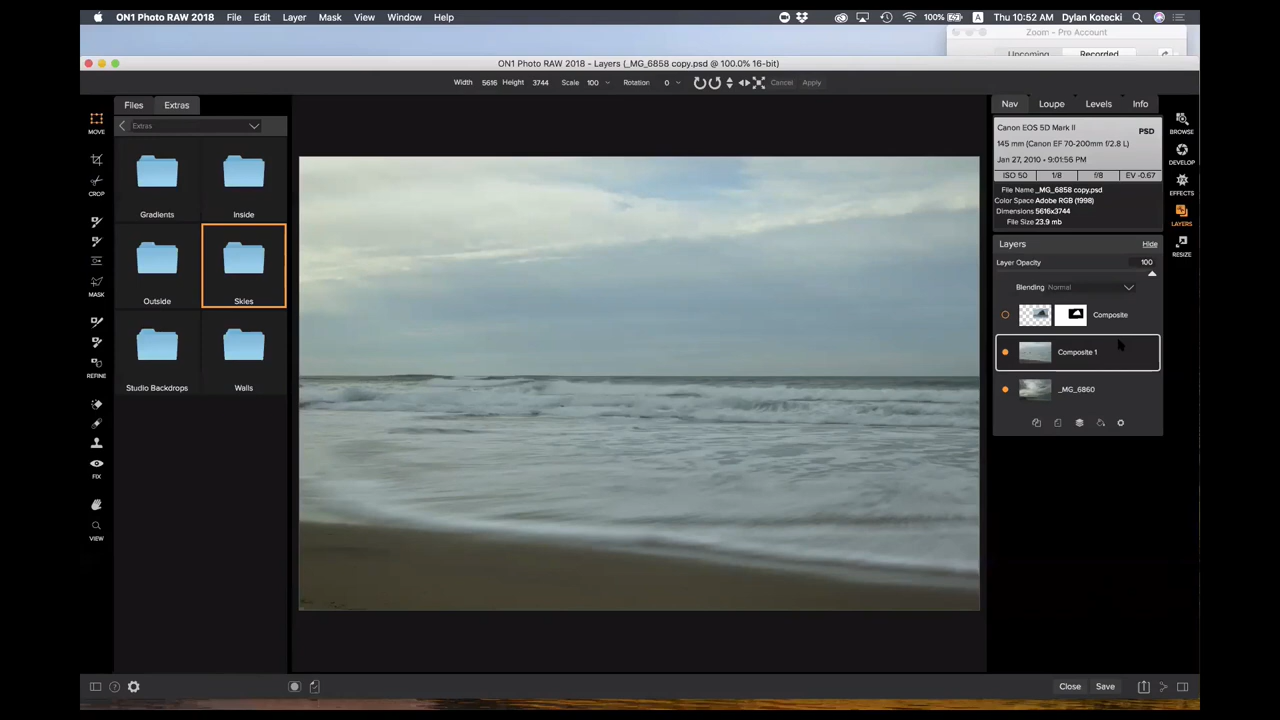 ON1 Photo RAW 2018 File Edit Layer Mask View Window Help 100% A Thu 10:52 AM Dylan Kotecki
Zoom - Pro Account
Upcoming Recorded
ON1 Photo RAW 2018 - Layers (_MG_6858 copy.psd @ 100.0% 16-bit)
Width 5616 Height 3744 Scale 100 Rotation 0 Cancel Apply
Files Extras
Nav Loupe Levels Info
Extras
MOVE
CROP
MASK
REFINE
FIX
VIEW
Gradients Inside
Outside Skies
Studio Backdrops Walls
Canon EOS 5D Mark II PSD
145 mm (Canon EF 70-200mm f/2.8 L)
Jan 27, 2010 • 9:01:56 PM
ISO 50 1/8 f/8 EV -0.67
File Name _MG_6858 copy.psd
Color Space Adobe RGB (1998)
Dimensions 5616x3744
File Size 23.9 mb
Layers Hide
Layer Opacity 100
Blending Normal
Composite
Composite 1
_MG_6860
BROWSE
DEVELOP
EFFECTS
LAYERS
RESIZE
? Close Save